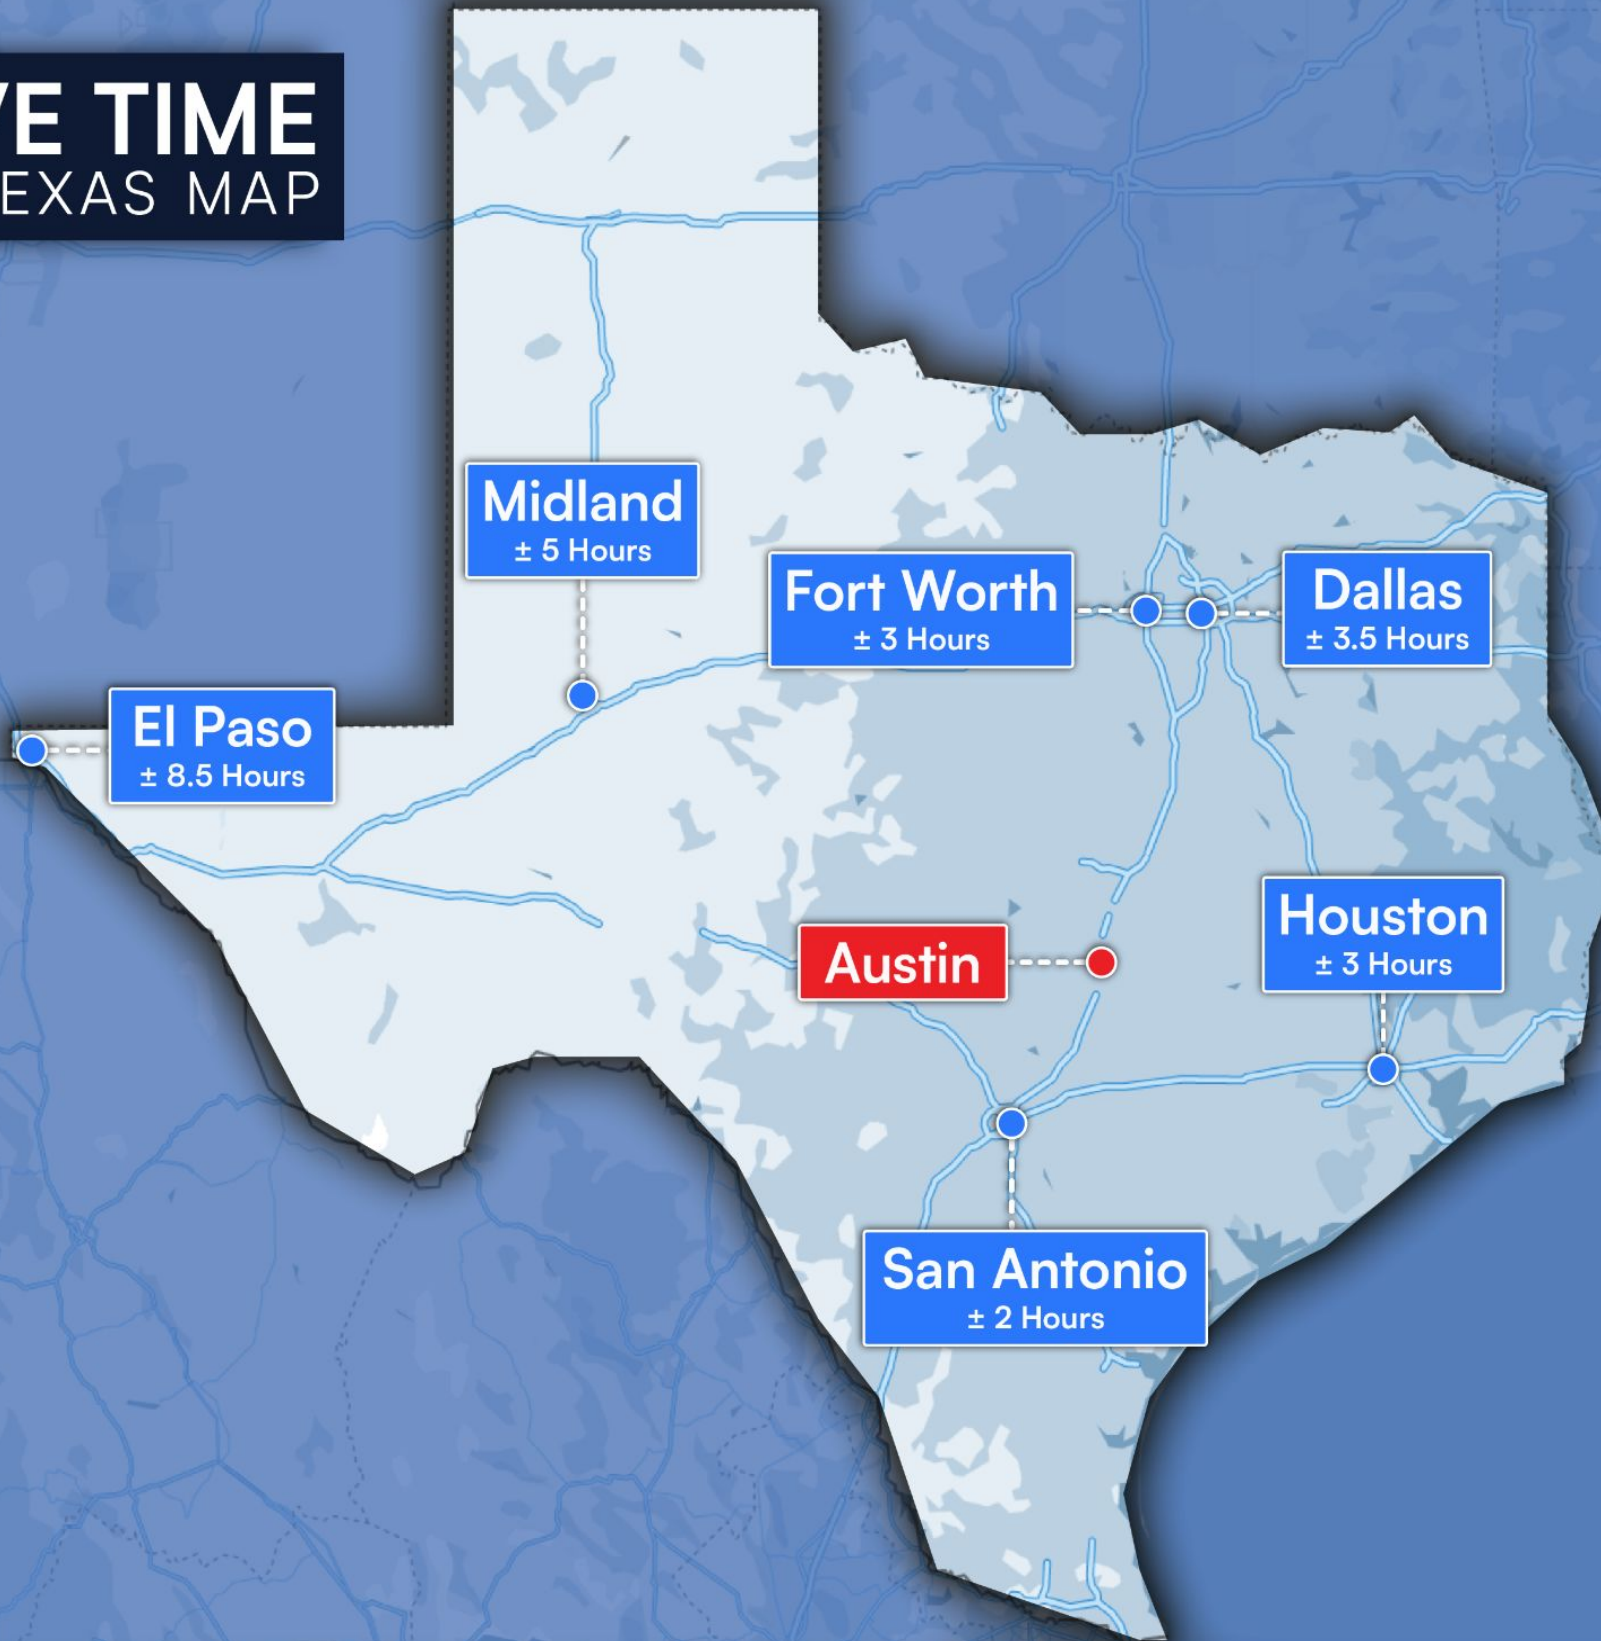 VE TIME
EXAS MAP
Midland
± 5 Hours
Fort Worth
± 3 Hours
Dallas
± 3.5 Hours
El Paso
± 8.5 Hours
Houston
± 3 Hours
Austin
San Antonio
± 2 Hours